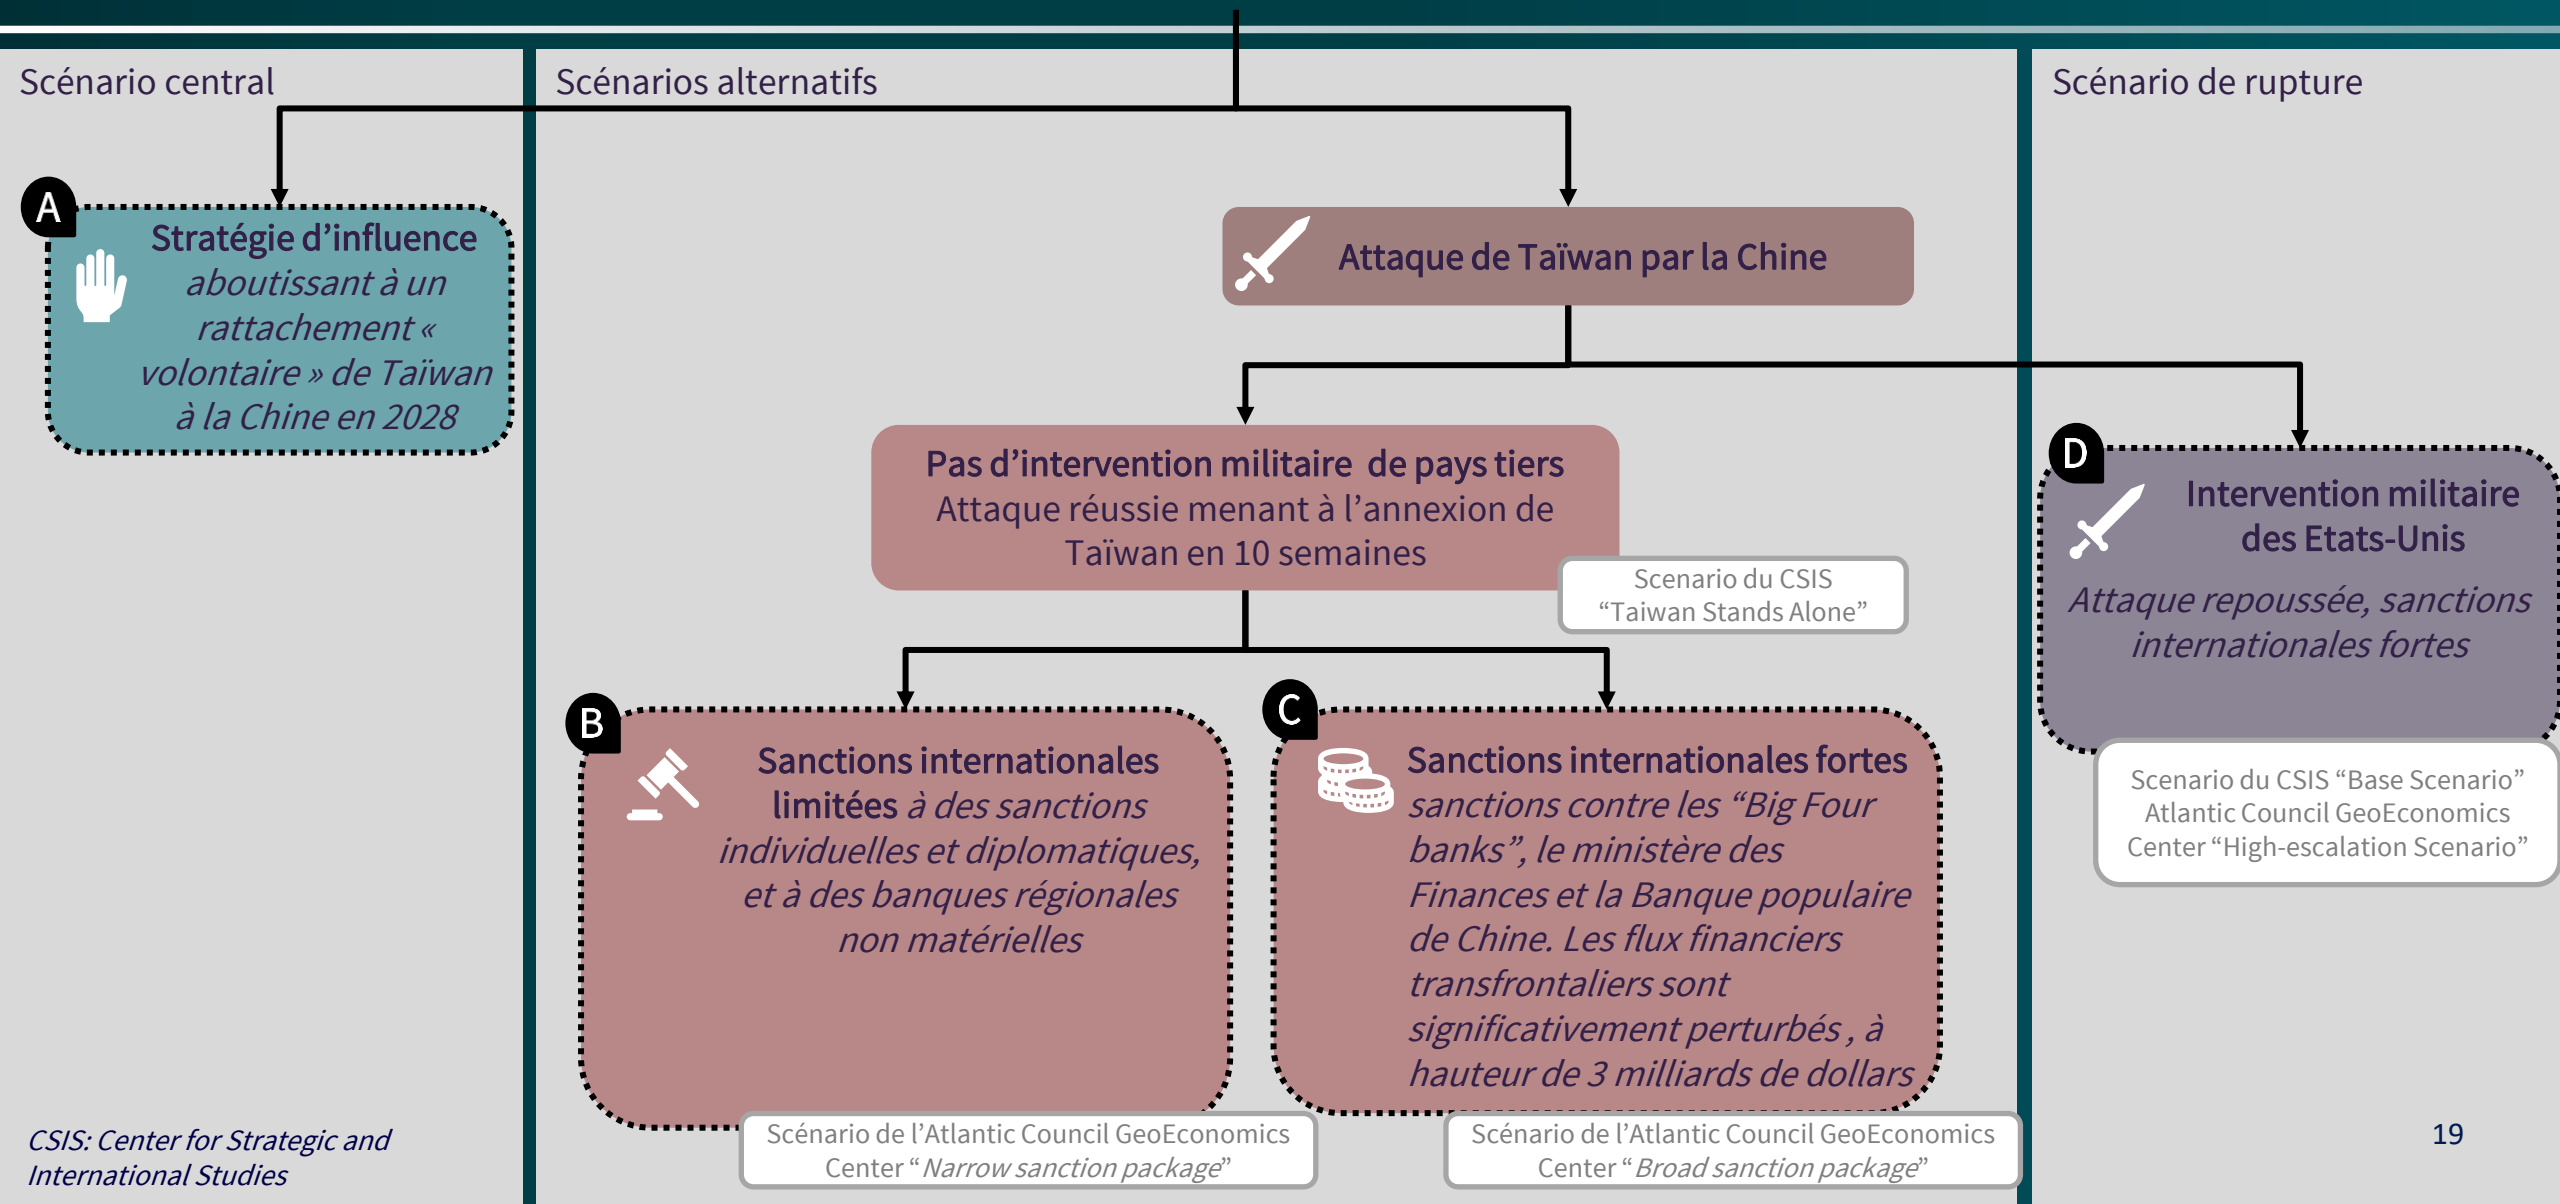 Scénario central
Scénarios alternatifs
Scénario de rupture
A
Stratégie d’influence
aboutissant à un
rattachement «
volontaire » de Taïwan
à la Chine en 2028
Attaque de Taïwan par la Chine
Pas d’intervention militaire  de pays tiers
Attaque réussie menant à l’annexion de
Taïwan en 10 semaines
Scenario du CSIS
“Taiwan Stands Alone”
D
Intervention militaire
des Etats-Unis
Attaque repoussée, sanctions
internationales fortes
Scenario du CSIS “Base Scenario”
Atlantic Council GeoEconomics
Center “High-escalation Scenario”
B
Sanctions internationales
limitées à des sanctions
individuelles et diplomatiques,
et à des banques régionales
non matérielles
Scénario de l’Atlantic Council GeoEconomics
Center “Narrow sanction package”
C
Sanctions internationales fortes
sanctions contre les “Big Four
banks”, le ministère des
Finances et la Banque populaire
de Chine. Les flux financiers
transfrontaliers sont
significativement perturbés , à
hauteur de 3 milliards de dollars
Scénario de l’Atlantic Council GeoEconomics
Center “Broad sanction package”
CSIS: Center for Strategic and
International Studies
19